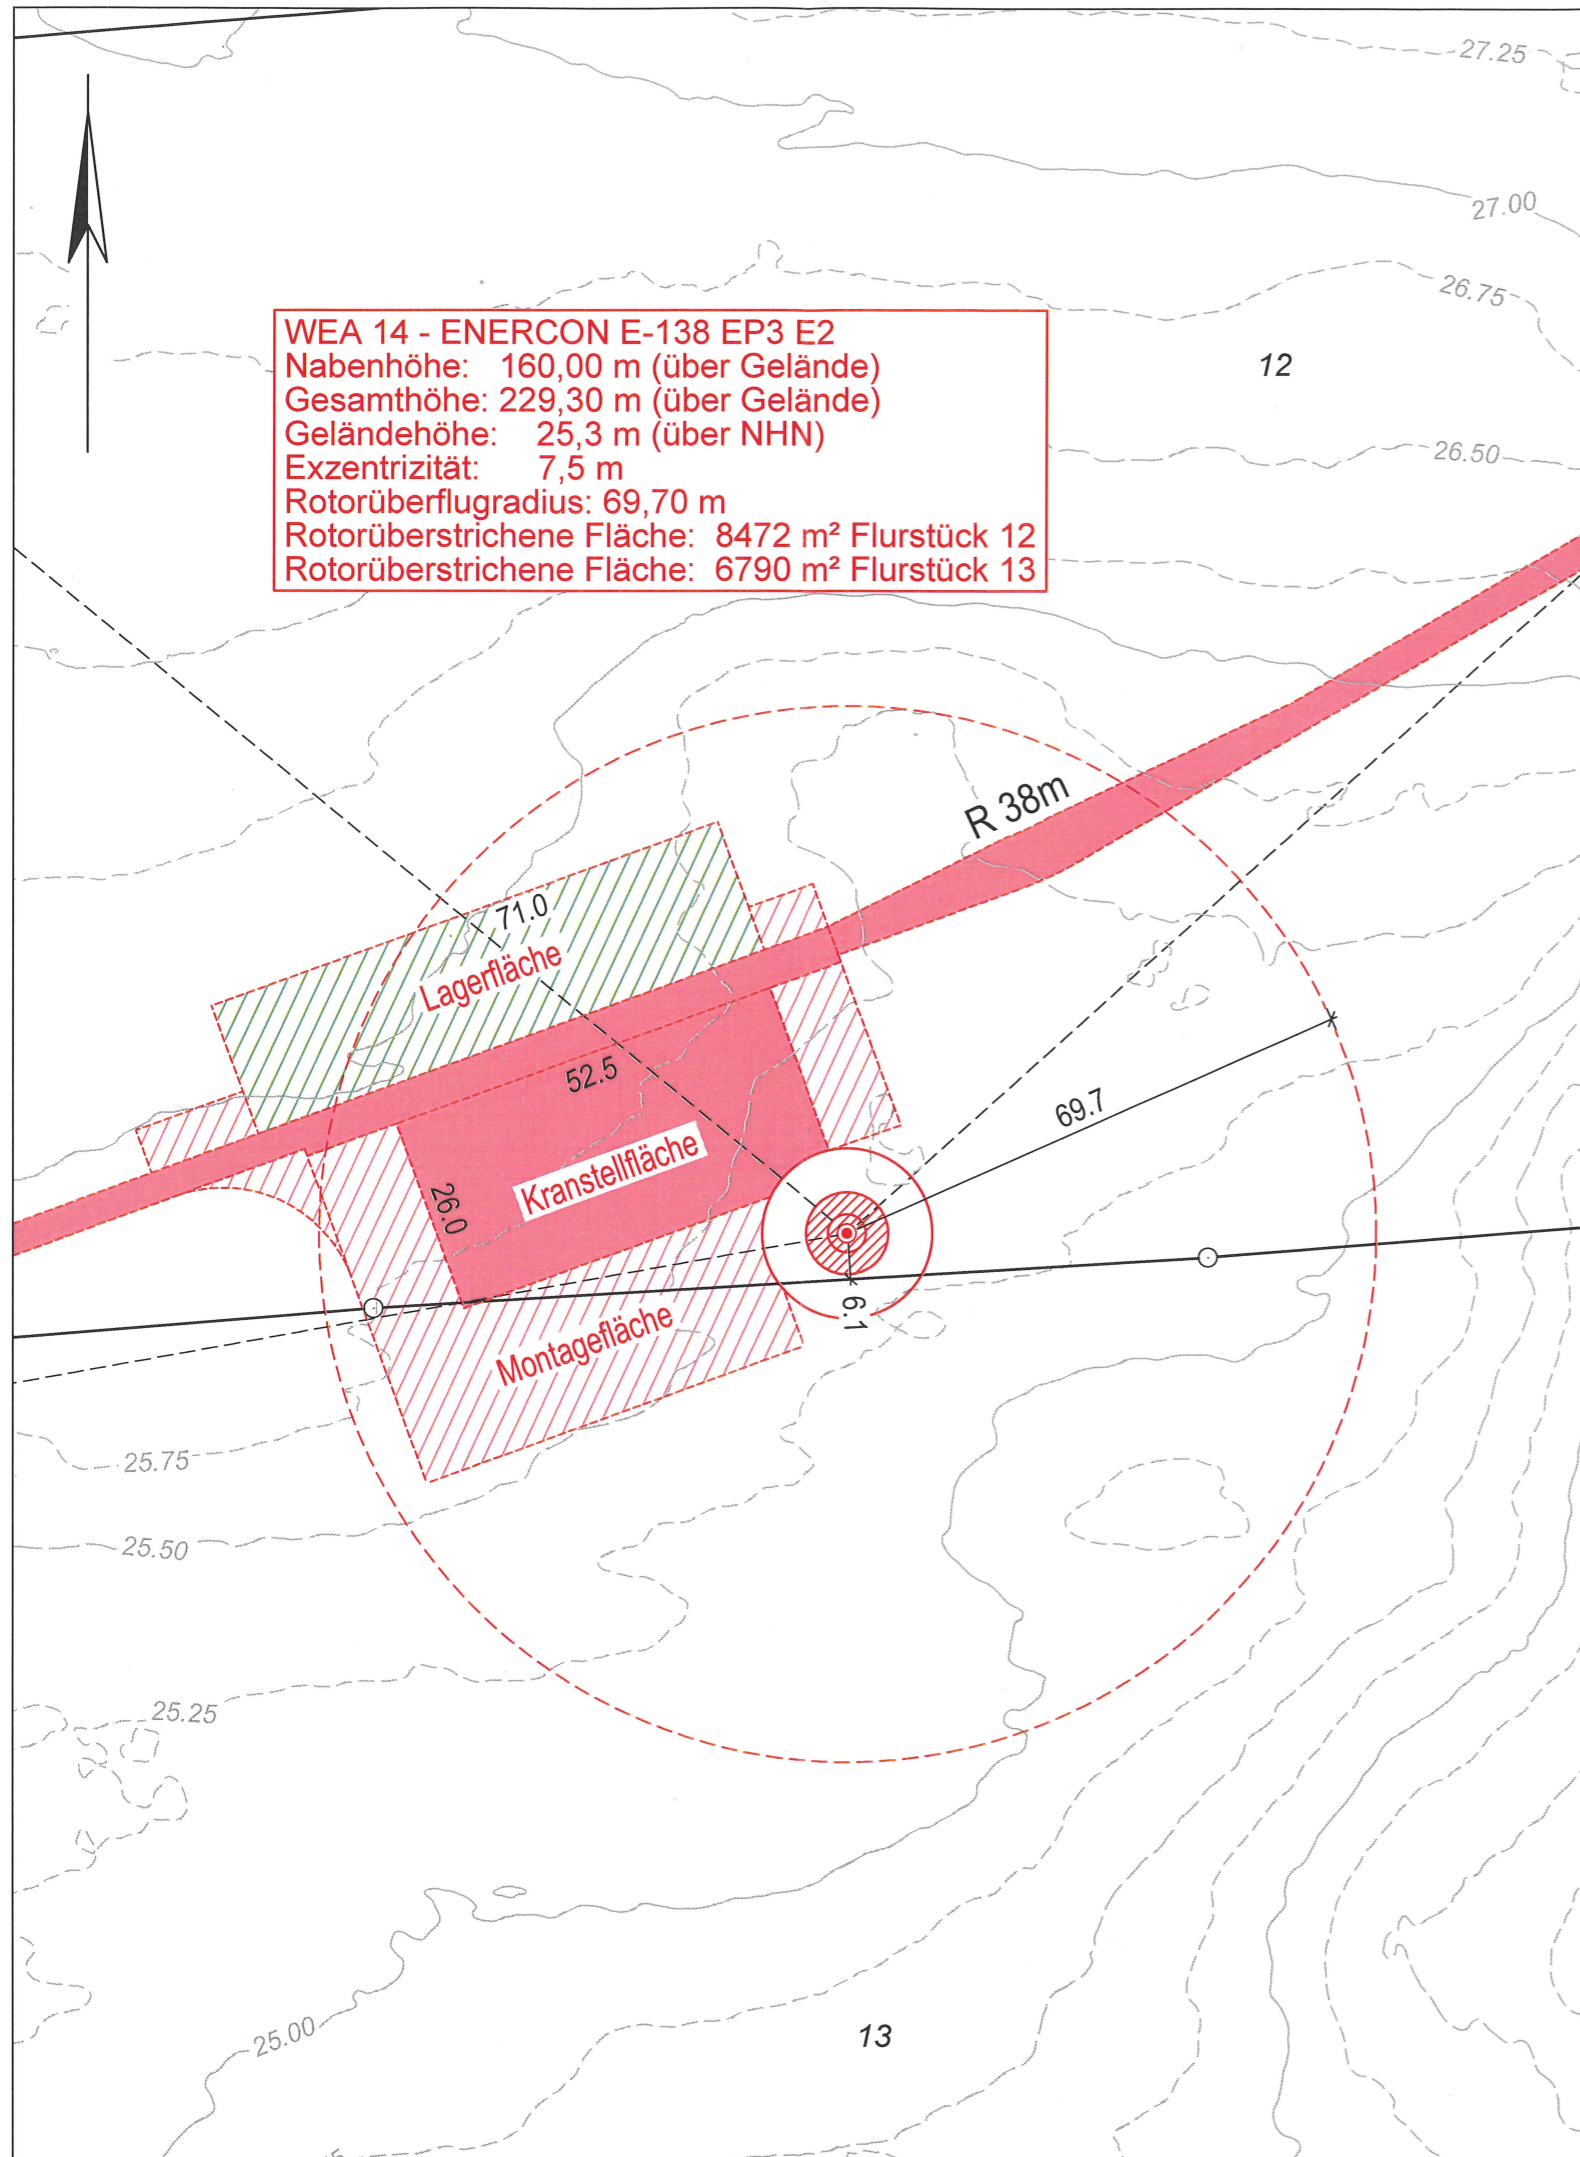 27.25
27.00
26.75
WEA 14 - ENERCON E-138 EP3 E2
Nabenhöhe: 160,00 m (über Gelände)
Gesamthöhe: 229,30 m (über Gelände)
Geländehöhe: 25,3 m (über NHN)
Exzentrizität: 7,5 m
Rotorüberflugradius: 69,70 m
Rotorüberstrichene Fläche: 8472 m² Flurstück 12
Rotorüberstrichene Fläche: 6790 m² Flurstück 13
12
26.50
R 38m
71.0
Lagerfläche
52.5
69.7
Kranstellfläche
26.0
6.1
Montagefläche
25.75
25.50
25.25
25.00
13